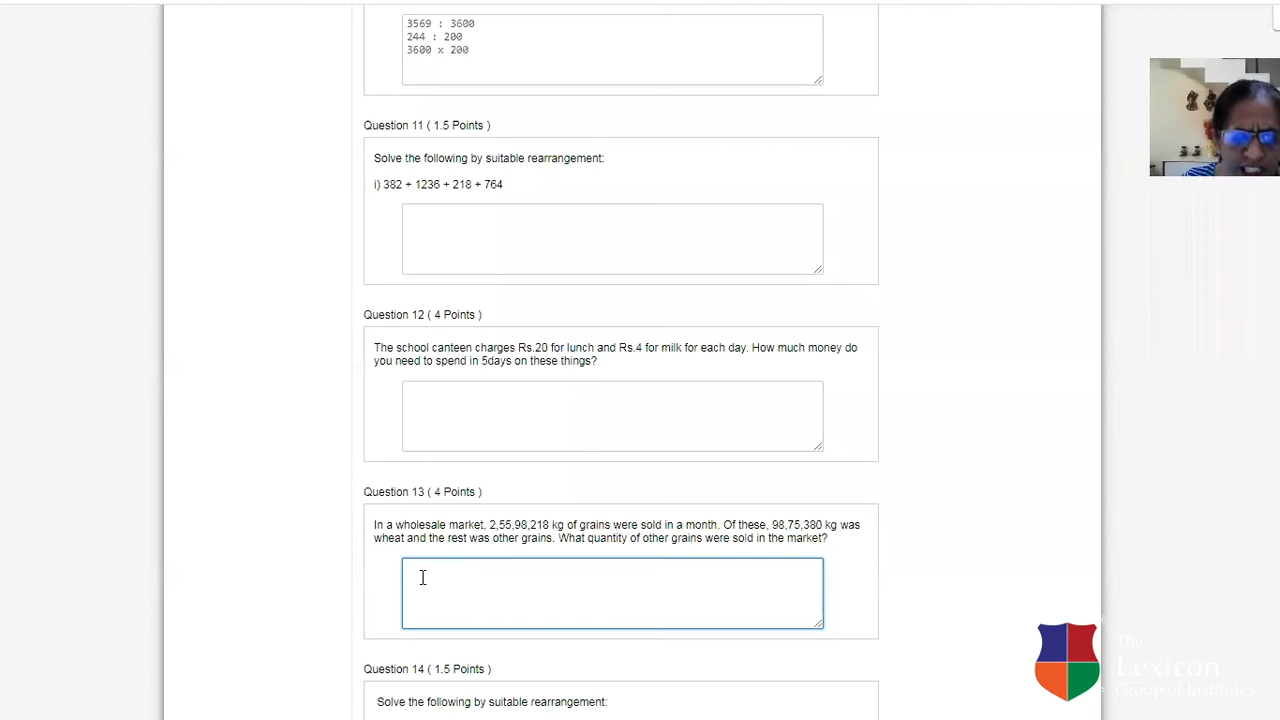 3569 : 3600
244 : 200
3600 x 200
Question 11 ( 1.5 Points )
Solve the following by suitable rearrangement:
i) 382 + 1236 + 218 + 764
Question 12 ( 4 Points )
The school canteen charges Rs.20 for lunch and Rs.4 for milk for each day. How much money do
you need to spend in 5days on these things?
Question 13 ( 4 Points )
In a wholesale market, 2,55,98,218 kg of grains were sold in a month. Of these, 98,75,380 kg was
wheat and the rest was other grains. What quantity of other grains were sold in the market?
Question 14 ( 1.5 Points )
Solve the following by suitable rearrangement:
The
Lexicon
Group of Institutes